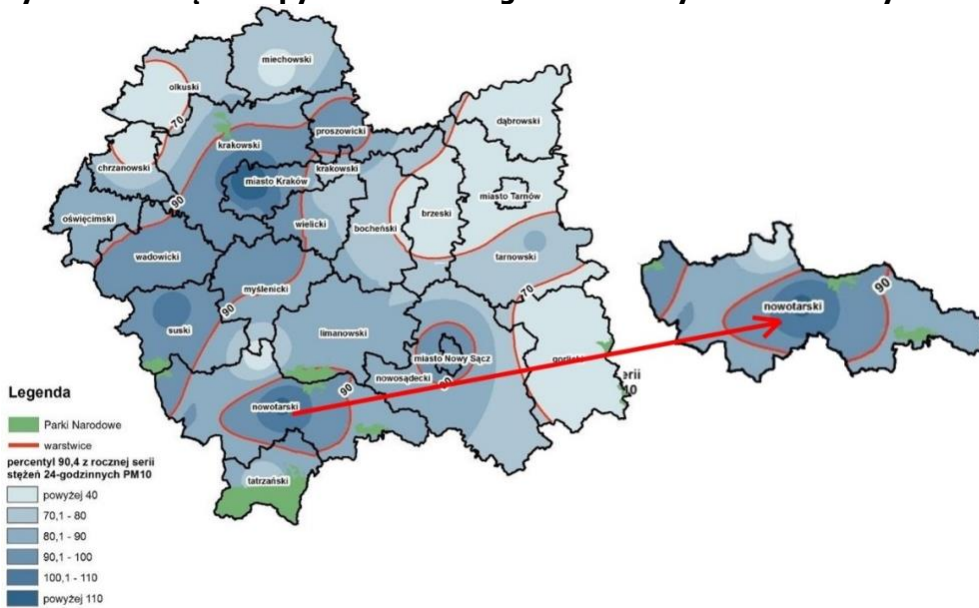 miechowski
olkuski
dąbrowski
70
proszowicki
krakowski
krakowski
chrzanowski
miasto Kraków
miasto Tarnów
90
brzeski
oświęcimski
wielicki
bocheński
wadowicki
tarnowski
myślenicki
70
90
nowotarski
90
suski
limanowski
miasto Nowy Sącz
nowosądecki
90
90
nowotarski
tatrzański
Legenda
Parki Narodowe
warstwice
percentyl 90,4 z rocznej serii
stężeń 24-godzinnych PM10
powyżej 40
70,1 - 80
80,1 - 90
90,1 - 100
100,1 - 110
powyżej 110